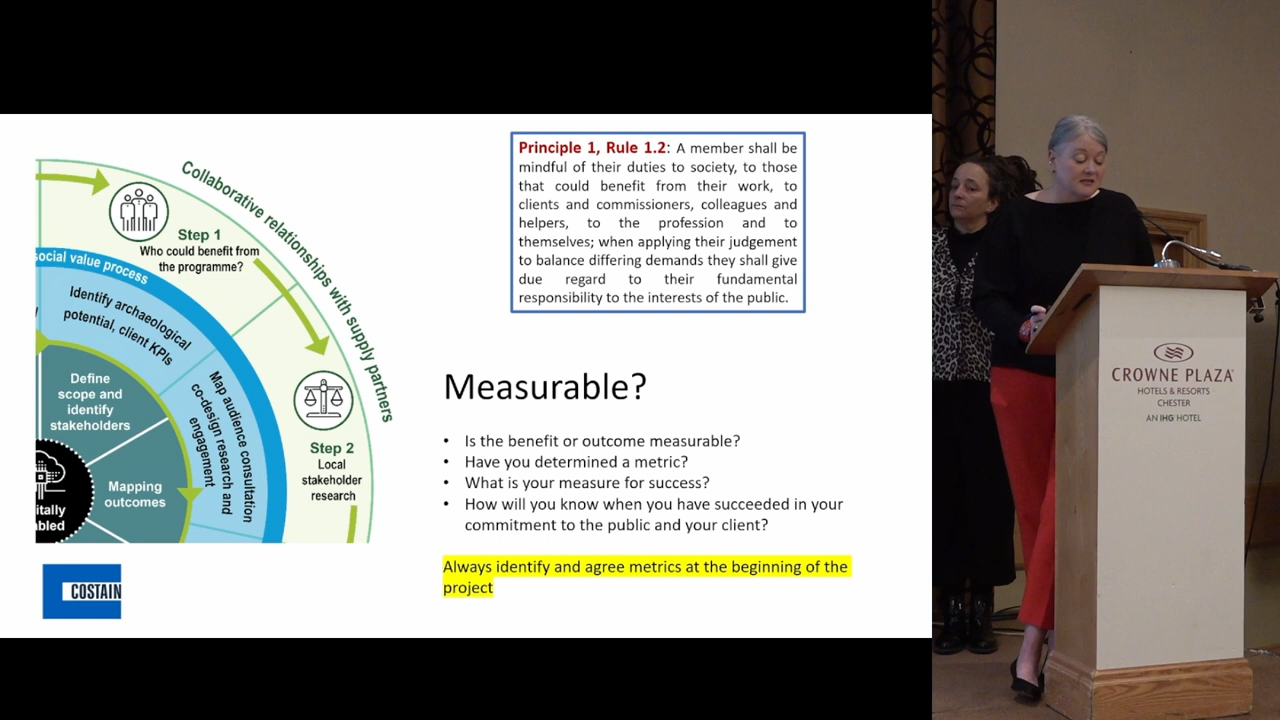 Collaborative relationships with supply partners
Step 1
Who could benefit from
the programme?
social value process
Identify archaeological
potential, client KPIs
Define
scope and
identify
stakeholders
Map audience consultation
co-design research and
engagement
Step 2
Local
stakeholder
research
Mapping
outcomes
itally
bled
COSTAIN
Principle 1, Rule 1.2: A member shall be
mindful of their duties to society, to those
that could benefit from their work, to
clients and commissioners, colleagues and
helpers, to the profession and to
themselves; when applying their judgement
to balance differing demands they shall give
due regard to their fundamental
responsibility to the interests of the public.
Measurable?
• Is the benefit or outcome measurable?
• Have you determined a metric?
• What is your measure for success?
• How will you know when you have succeeded in your
commitment to the public and your client?
Always identify and agree metrics at the beginning of the
project
CROWNE PLAZA
HOTELS & RESORTS
CHESTER
AN IHG HOTEL